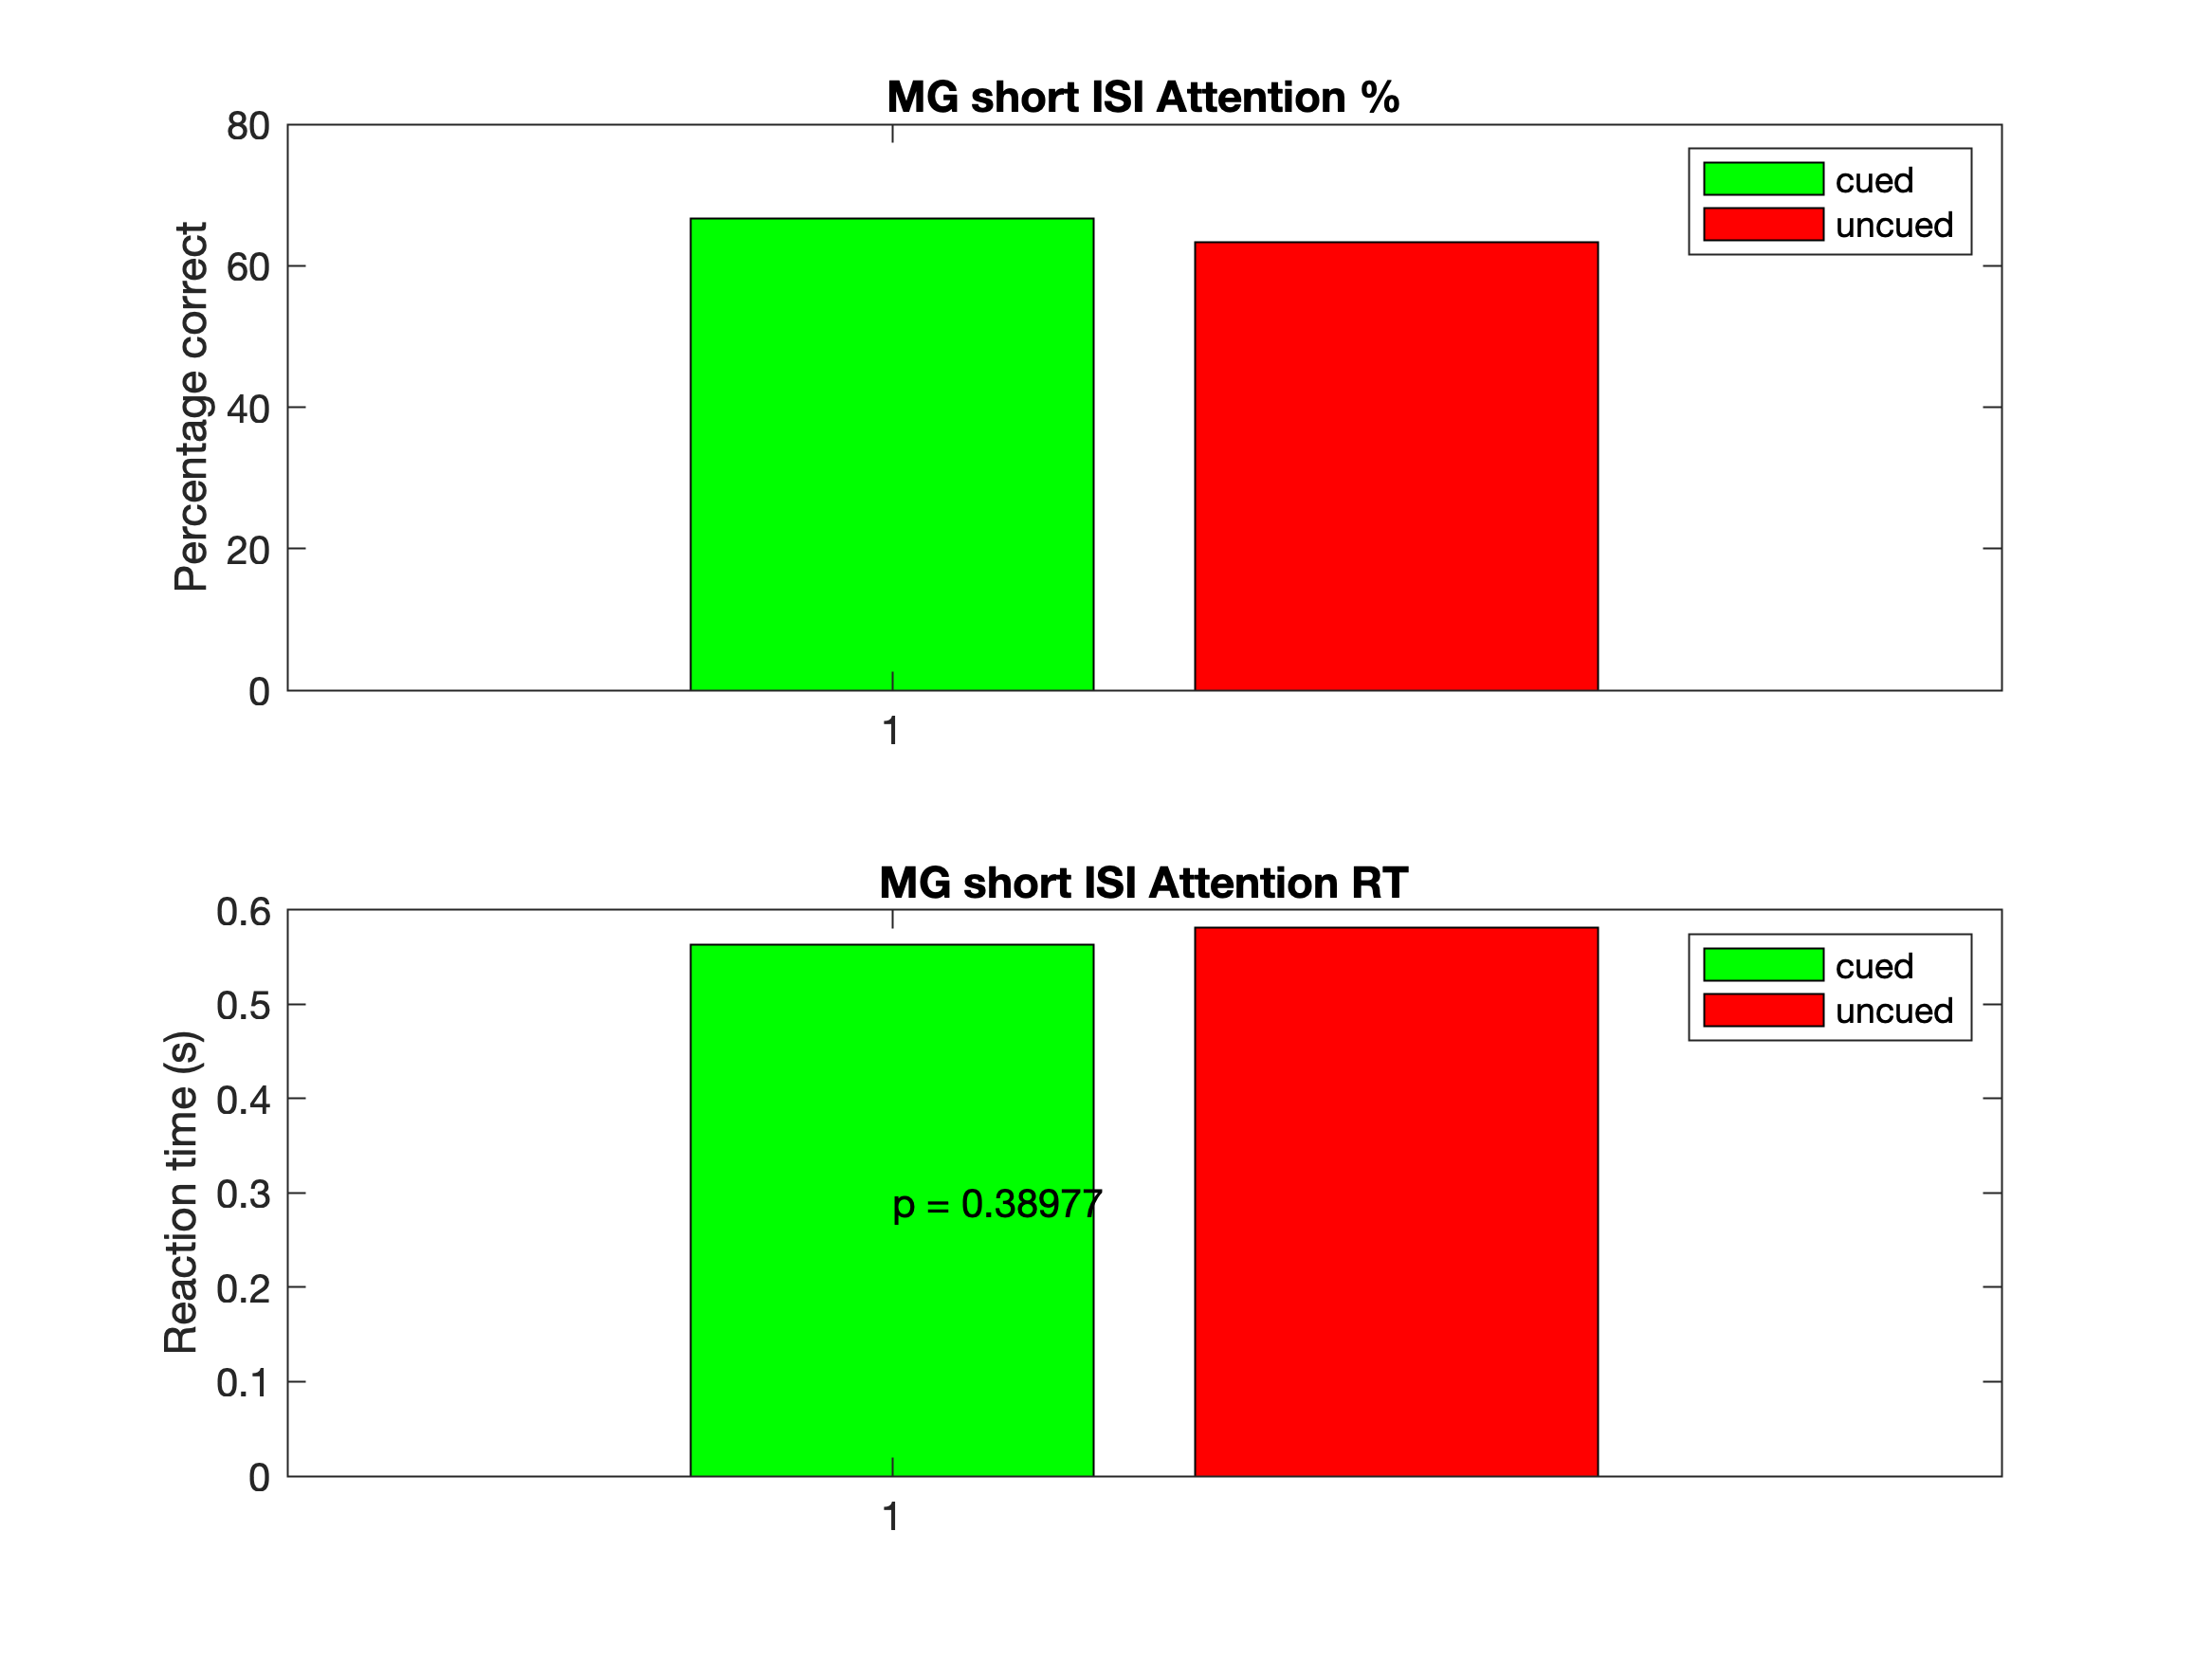 MG short ISI Attention %
80
60
40
20
0
Percentage correct
cued
uncued
1
MG short ISI Attention RT
0.6
0.5
0.4
0.3
0.2
0.1
0
Reaction time (s)
cued
uncued
p = 0.38977
1